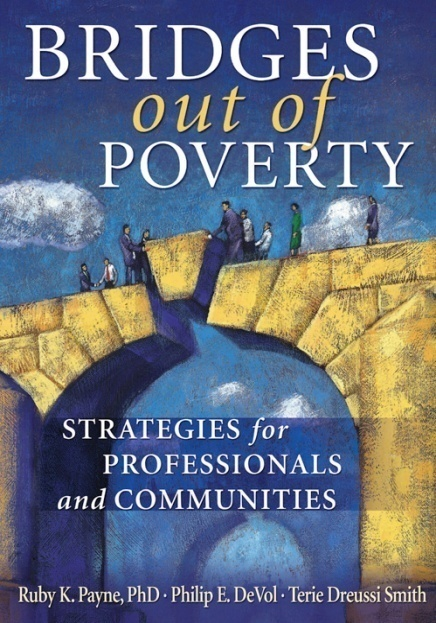 BRIDGES
out of
POVERTY
STRATEGIES for
PROFESSIONALS
and COMMUNITIES
Ruby K. Payne, PhD · Philip E. DeVol · Terie Dreussi Smith